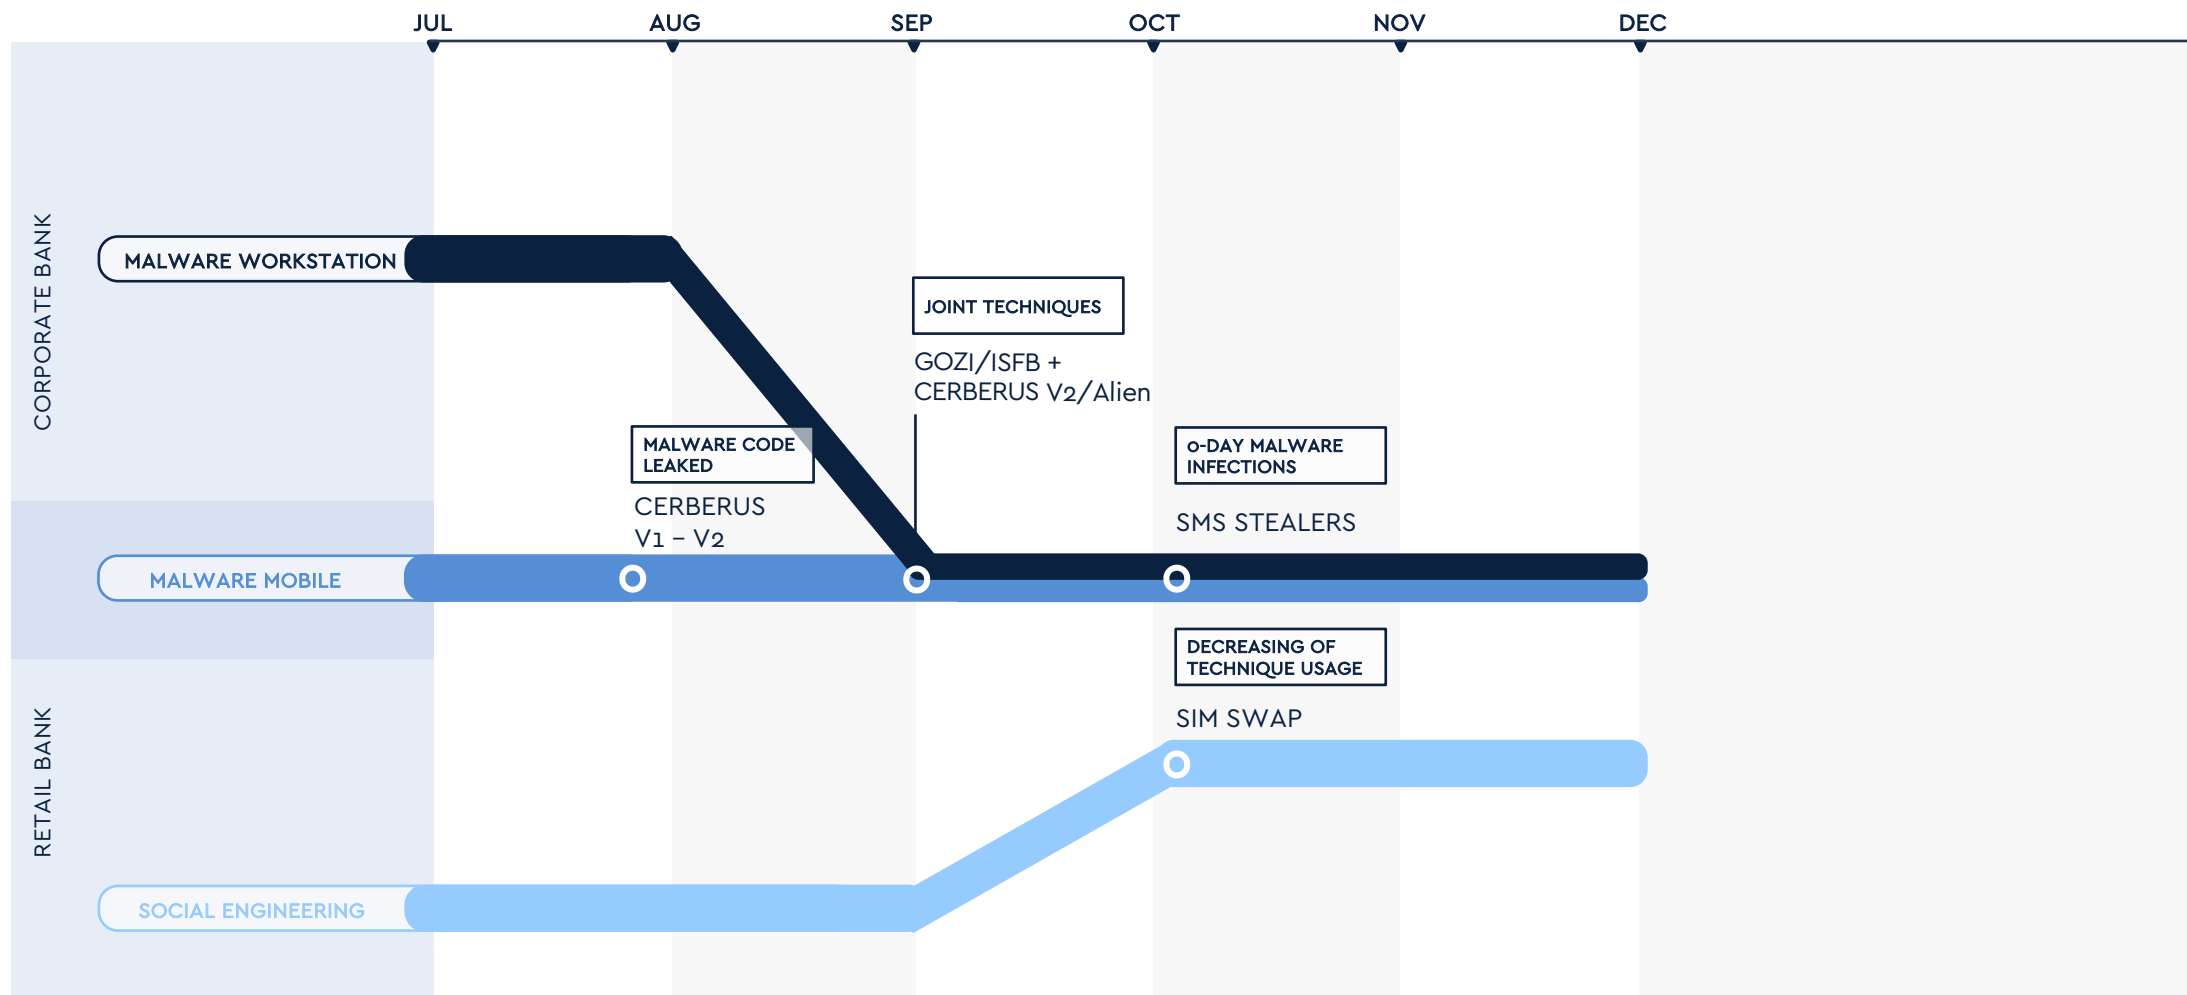 JUL AUG SEP OCT NOV DEC
CORPORATE BANK
MALWARE WORKSTATION
JOINT TECHNIQUES
GOZI/ISFB +
CERBERUS V2/Alien
MALWARE CODE
LEAKED
CERBERUS
V1 – V2
0-DAY MALWARE
INFECTIONS
SMS STEALERS
MALWARE MOBILE
DECREASING OF
TECHNIQUE USAGE
SIM SWAP
RETAIL BANK
SOCIAL ENGINEERING